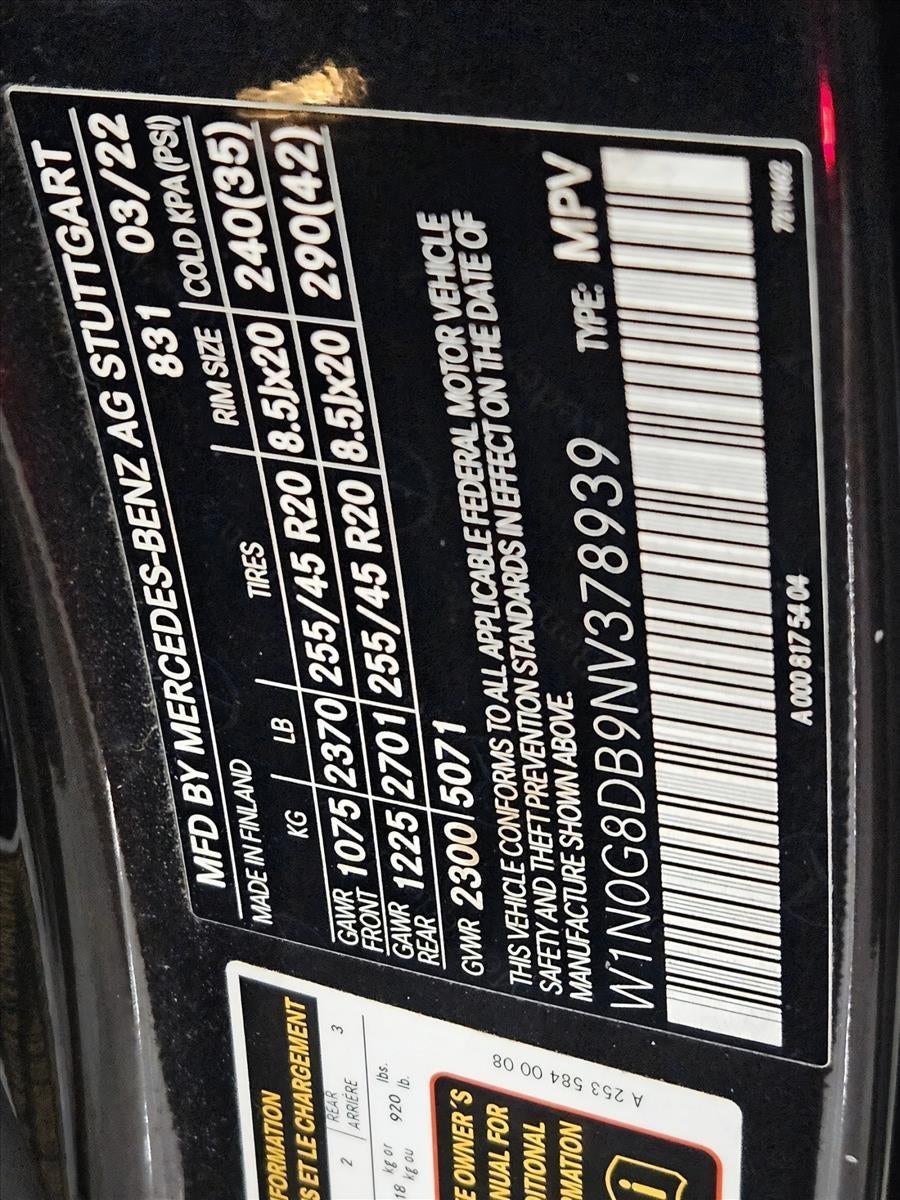 MFD BY MERCEDES-BENZ AG STUTTGART
MADE IN FINLAND 831 03/22
KG LB TIRES RIM SIZE COLD KPA (PSI)
GAWR FRONT 1075 2370 255/45 R20 8.5Jx20 240(35)
GAWR REAR 1225 2701 255/45 R20 8.5Jx20 290(42)
GVWR 2300 5071
THIS VEHICLE CONFORMS TO ALL APPLICABLE FEDERAL MOTOR VEHICLE
SAFETY AND THEFT PREVENTION STANDARDS IN EFFECT ON THE DATE OF
MANUFACTURE SHOWN ABOVE.
TYPE: MPV
W1N0G8DB9NV378939
A 000 817 54 04
FORMATION
S ET LE CHARGEMENT
2 REAR ARRIÈRE 3
18 kg or kg ou 920 lbs. lb.
E OWNER'S
NUAL FOR
DITIONAL
RMATION
i
A 253 584 00 08